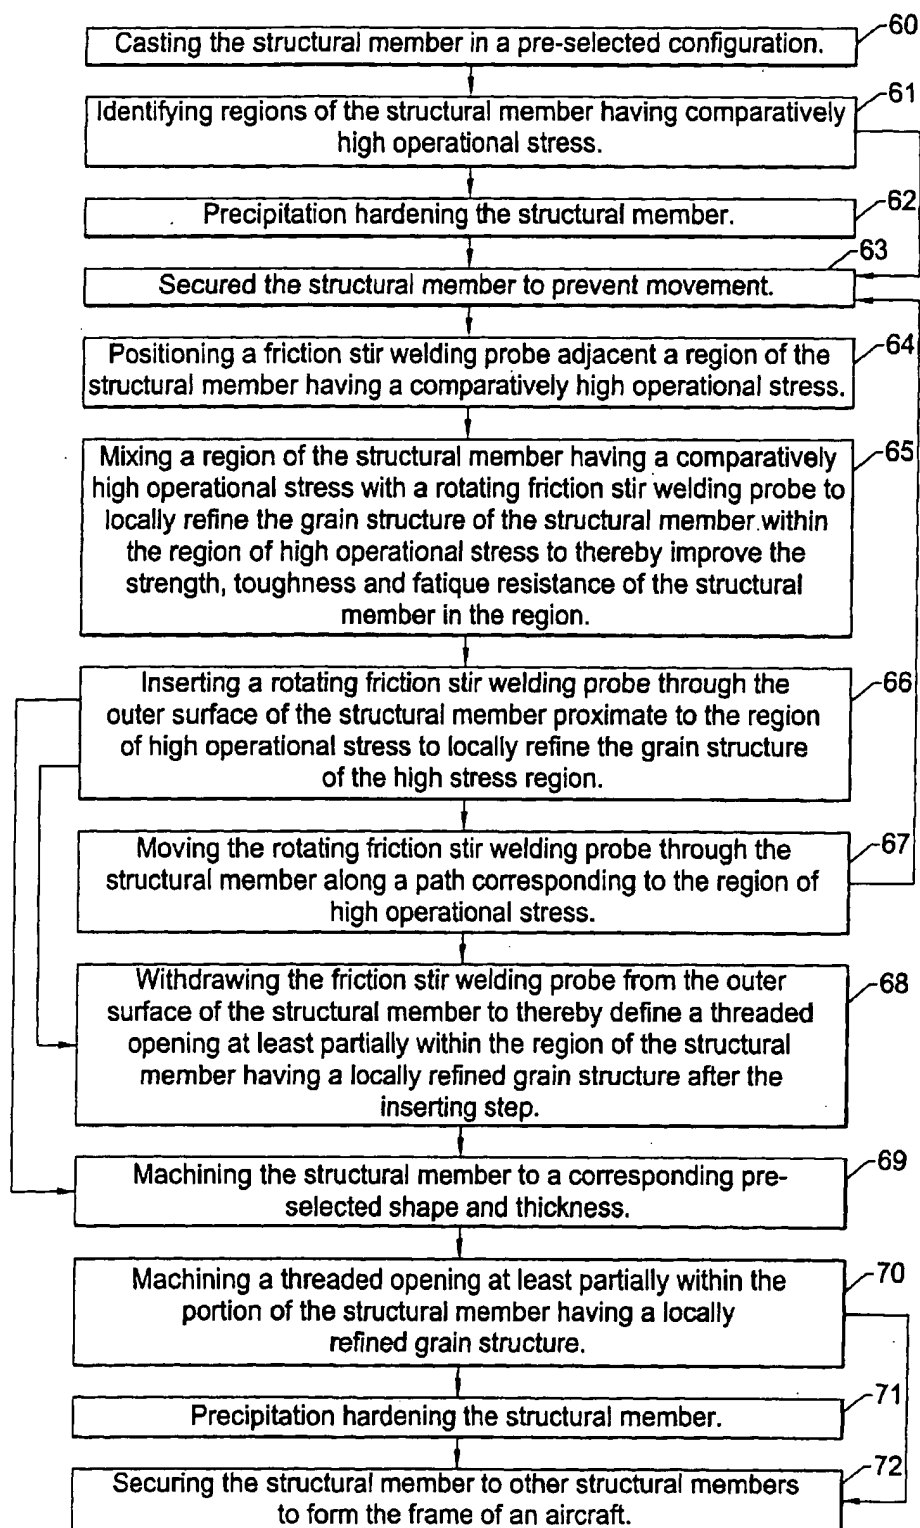 60
Casting the structural member in a pre-selected configuration.
61
Identifying regions of the structural member having comparatively
high operational stress.
62
Precipitation hardening the structural member.
63
Secured the structural member to prevent movement.
64
Positioning a friction stir welding probe adjacent a region of the
structural member having a comparatively high operational stress.
65
Mixing a region of the structural member having a comparatively
high operational stress with a rotating friction stir welding probe to
locally refine the grain structure of the structural member within
the region of high operational stress to thereby improve the
strength, toughness and fatique resistance of the structural
member in the region.
66
Inserting a rotating friction stir welding probe through the
outer surface of the structural member proximate to the region
of high operational stress to locally refine the grain structure
of the high stress region.
67
Moving the rotating friction stir welding probe through the
structural member along a path corresponding to the region of
high operational stress.
68
Withdrawing the friction stir welding probe from the outer
surface of the structural member to thereby define a threaded
opening at least partially within the region of the structural
member having a locally refined grain structure after the
inserting step.
69
Machining the structural member to a corresponding pre-
selected shape and thickness.
70
Machining a threaded opening at least partially within the
portion of the structural member having a locally
refined grain structure.
71
Precipitation hardening the structural member.
72
Securing the structural member to other structural members
to form the frame of an aircraft.